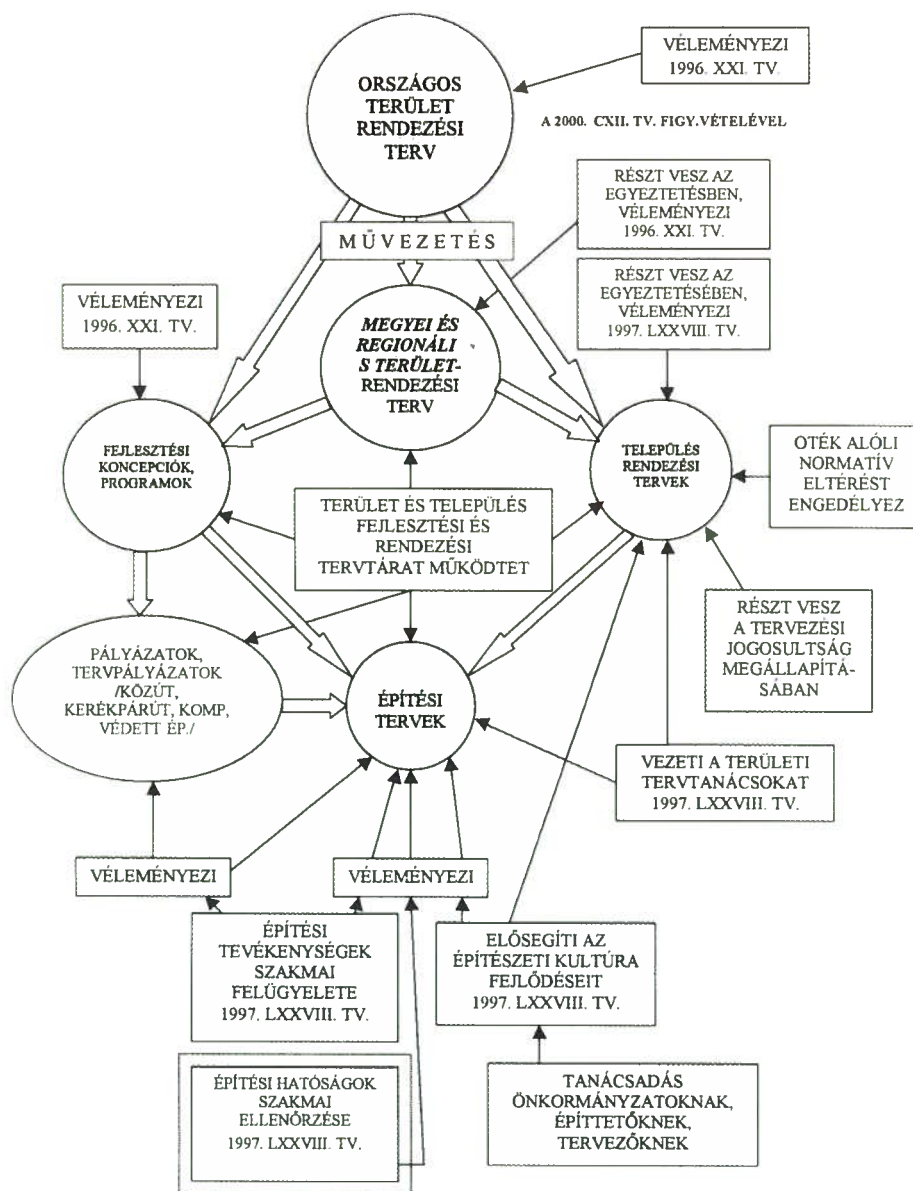 ORSZÁGOS
TERÜLET
RENDEZÉSI
TERV
VÉLEMÉNYEZI
1996. XXI. TV.
A 2000. CXII. TV. FIGY.VÉTELÉVEL
RÉSZT VESZ AZ
EGYEZTETÉSBEN,
VÉLEMÉNYEZI
1996. XXI. TV.
MŰVEZETÉS
VÉLEMÉNYEZI
1996. XXI. TV.
MEGYEI ÉS
REGIONÁLI
S TERÜLET-
RENDEZÉSI
TERV
RÉSZT VESZ AZ
EGYEZTETÉSÉBEN,
VÉLEMÉNYEZI
1997. LXXVIII. TV.
FEJLESZTÉSI
KONCEPCIÓK,
PROGRAMOK
TELEPÜLÉS
RENDEZÉSI
TERVEK
OTÉK ALÓLI
NORMATÍV
ELTÉRÉST
ENGEDÉLYEZ
TERÜLET ÉS TELEPÜLÉS
FEJLESZTÉSI ÉS
RENDEZÉSI
TERVTÁRAT MŰKÖDTET
RÉSZT VESZ
A TERVEZÉSI
JOGOSULTSÁG
MEGÁLLAPÍTÁ-
SÁBAN
PÁLYÁZATOK,
TERVPÁLYÁZATOK
/KÖZÚT,
KERÉKPÁRÚT, KOMP,
VÉDETT ÉP./
ÉPÍTÉSI
TERVEK
VEZETI A TERÜLETI
TERVTANÁCSOKAT
1997. LXXVIII. TV.
VÉLEMÉNYEZI
VÉLEMÉNYEZI
ÉPÍTÉSI
TEVÉKENYSÉGEK
SZAKMAI
FELÜGYELETE
1997. LXXVIII. TV.
ELŐSEGÍTI AZ
ÉPÍTÉSZETI KULTÚRA
FEJLŐDÉSEIT
1997. LXXVIII. TV.
ÉPÍTÉSI HATÓSÁGOK
SZAKMAI
ELLENŐRZÉSE
1997. LXXVIII. TV.
TANÁCSADÁS
ÖNKORMÁNYZATOKNAK,
ÉPÍTTETŐKNEK,
TERVEZŐKNEK